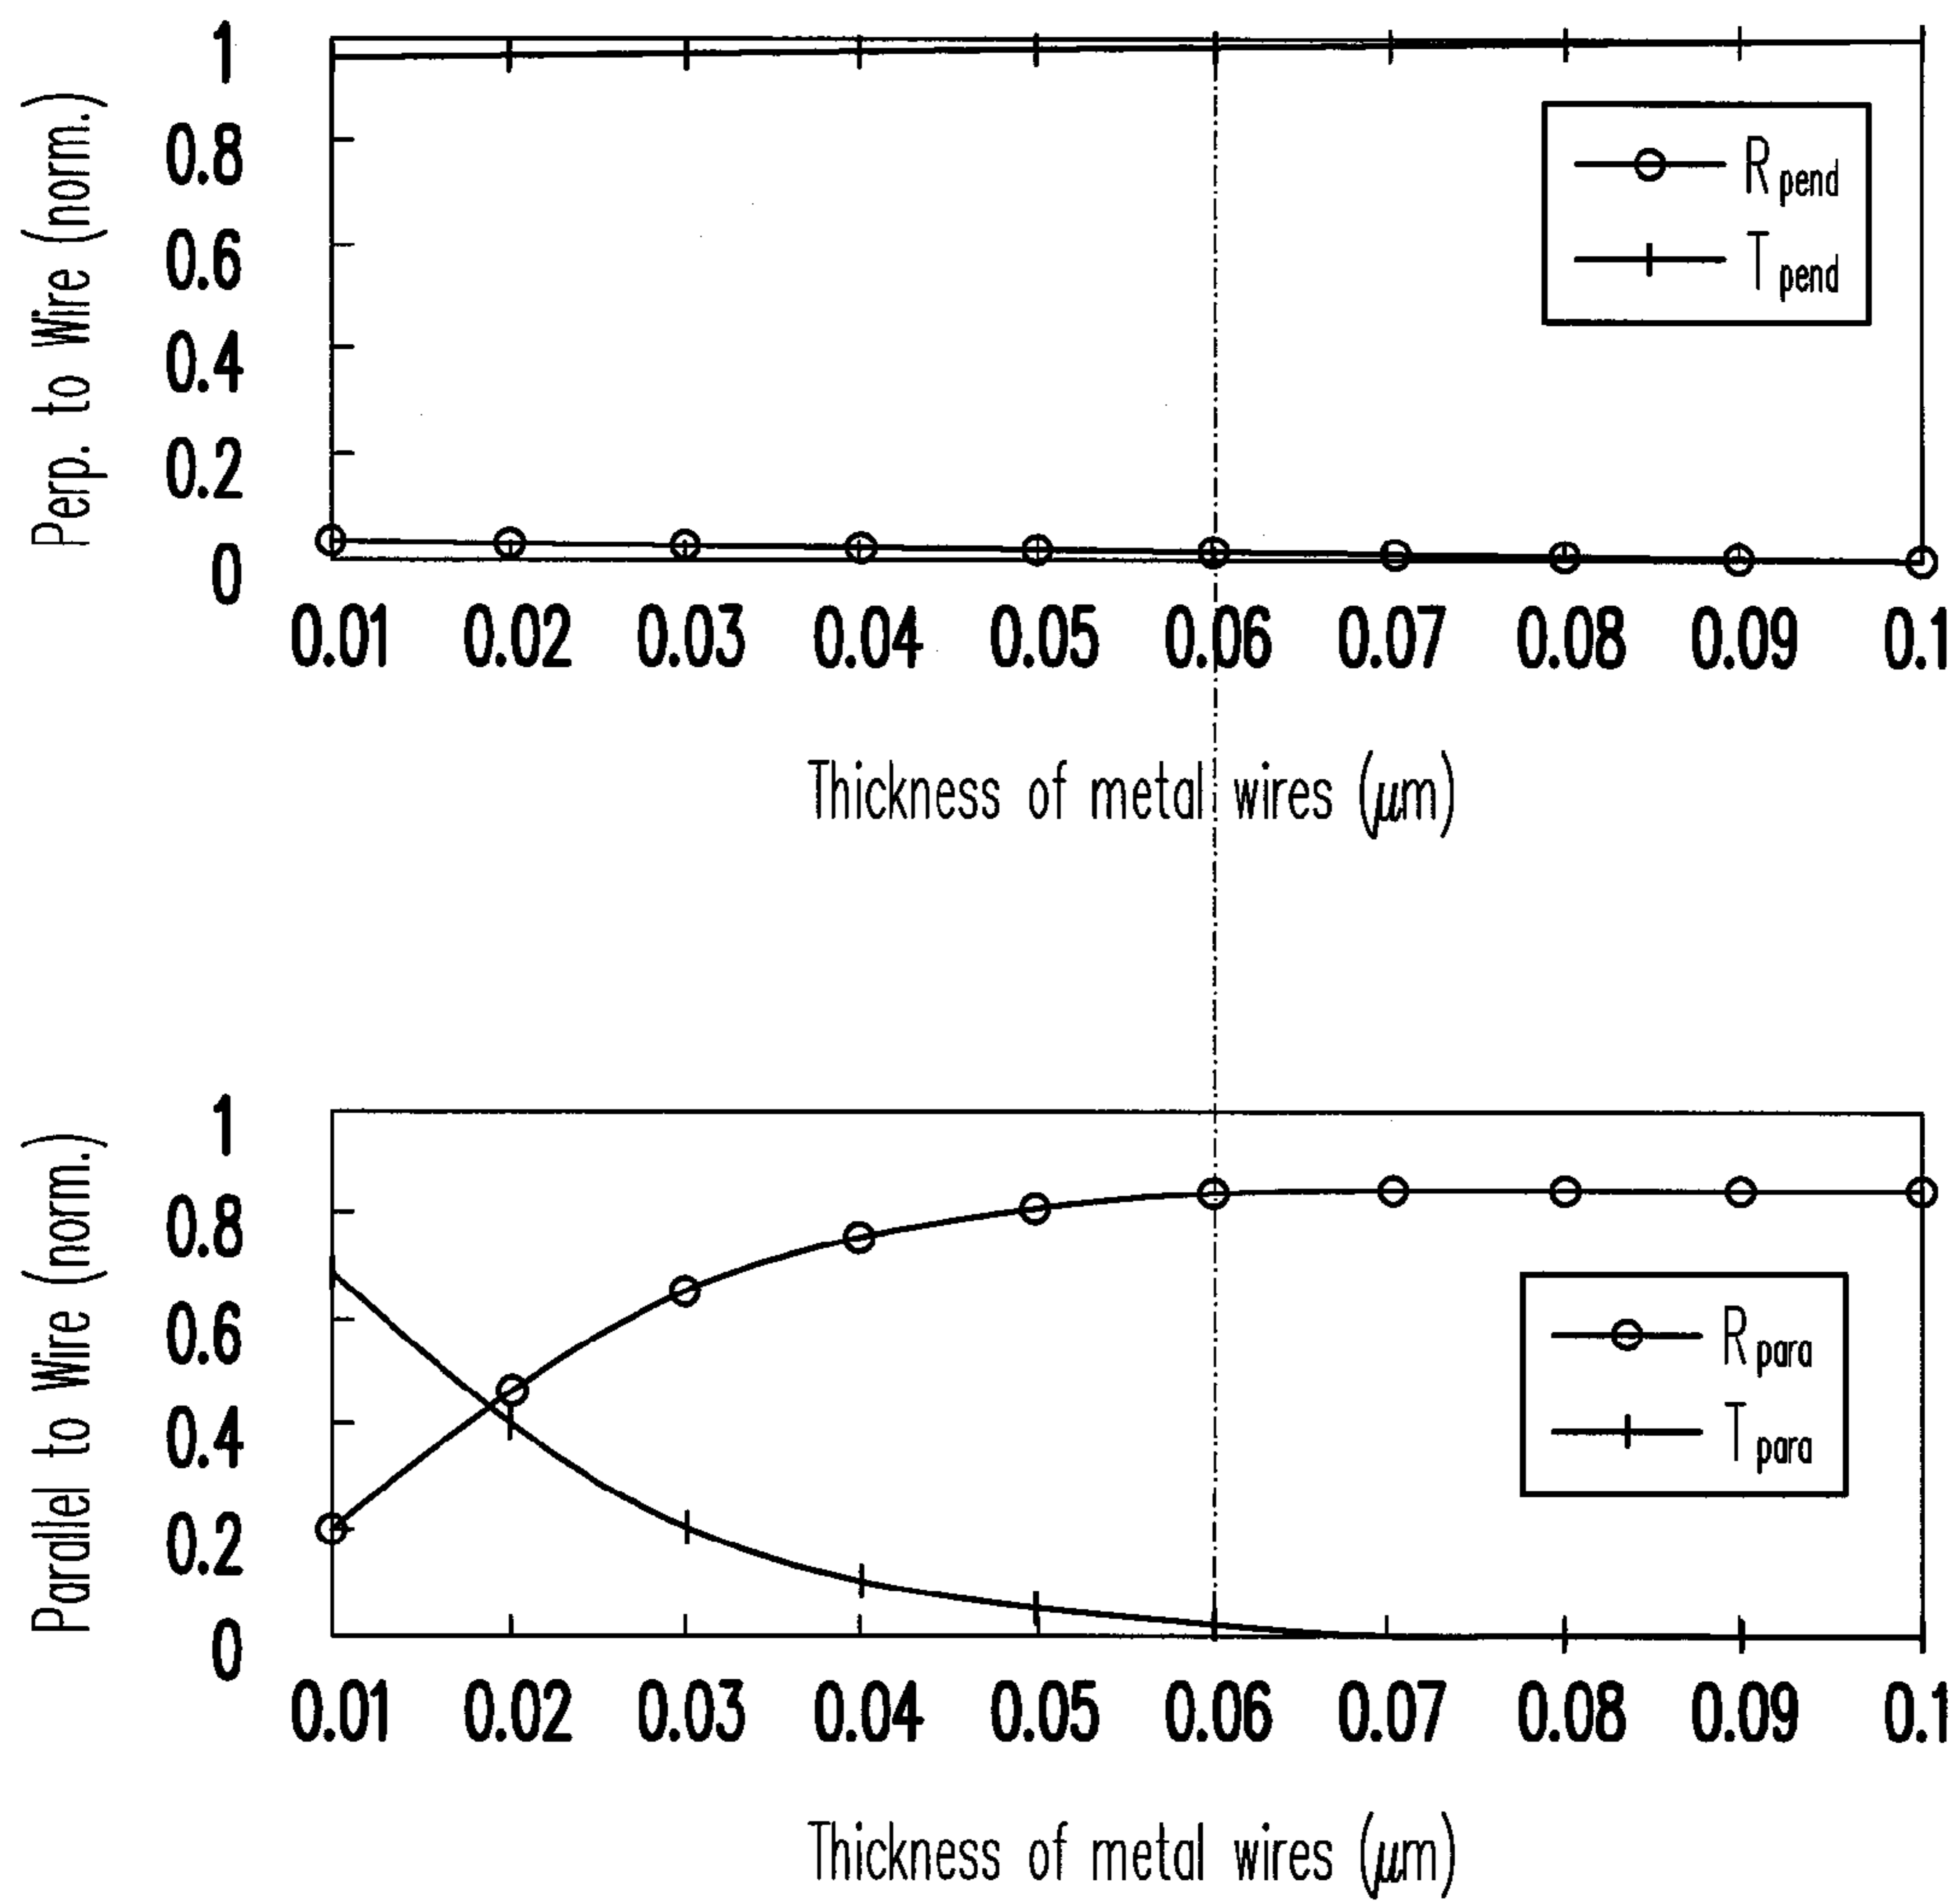 Perp. to Wire (norm.)
1
0.8
0.6
0.4
0.2
0
R pend
T pend
0.01 0.02 0.03 0.04 0.05 0.06 0.07 0.08 0.09 0.1
Thickness of metal wires (μm)
Parallel to Wire (norm.)
1
0.8
0.6
0.4
0.2
0
R para
T para
0.01 0.02 0.03 0.04 0.05 0.06 0.07 0.08 0.09 0.1
Thickness of metal wires (μm)